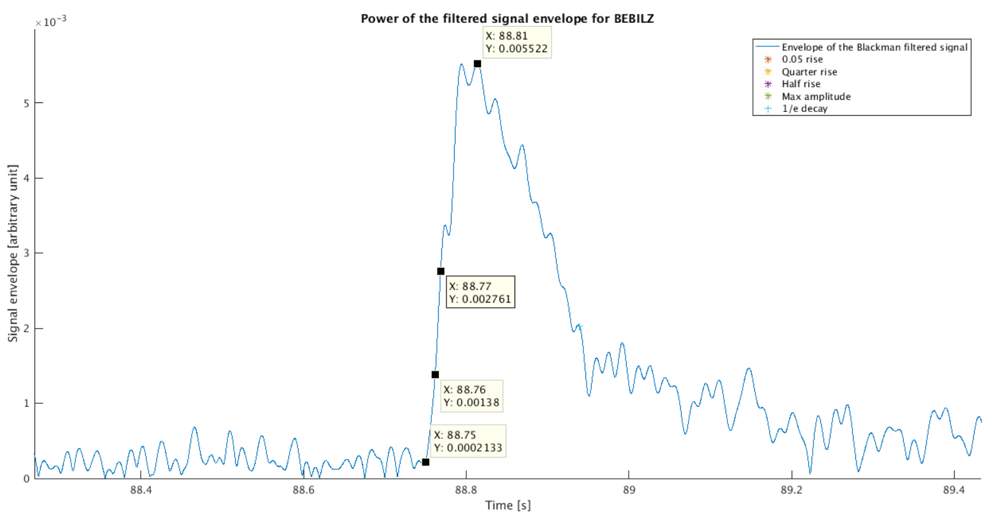 Power of the filtered signal envelope for BEBILZ
×10⁻³
X: 88.81
Y: 0.005522
Envelope of the Blackman filtered signal
0.05 rise
Quarter rise
Half rise
Max amplitude
1/e decay
5
4
3
2
1
0
Signal envelope [arbitrary unit]
X: 88.77
Y: 0.002761
X: 88.76
Y: 0.00138
X: 88.75
Y: 0.0002133
88.4 88.6 88.8 89 89.2 89.4
Time [s]